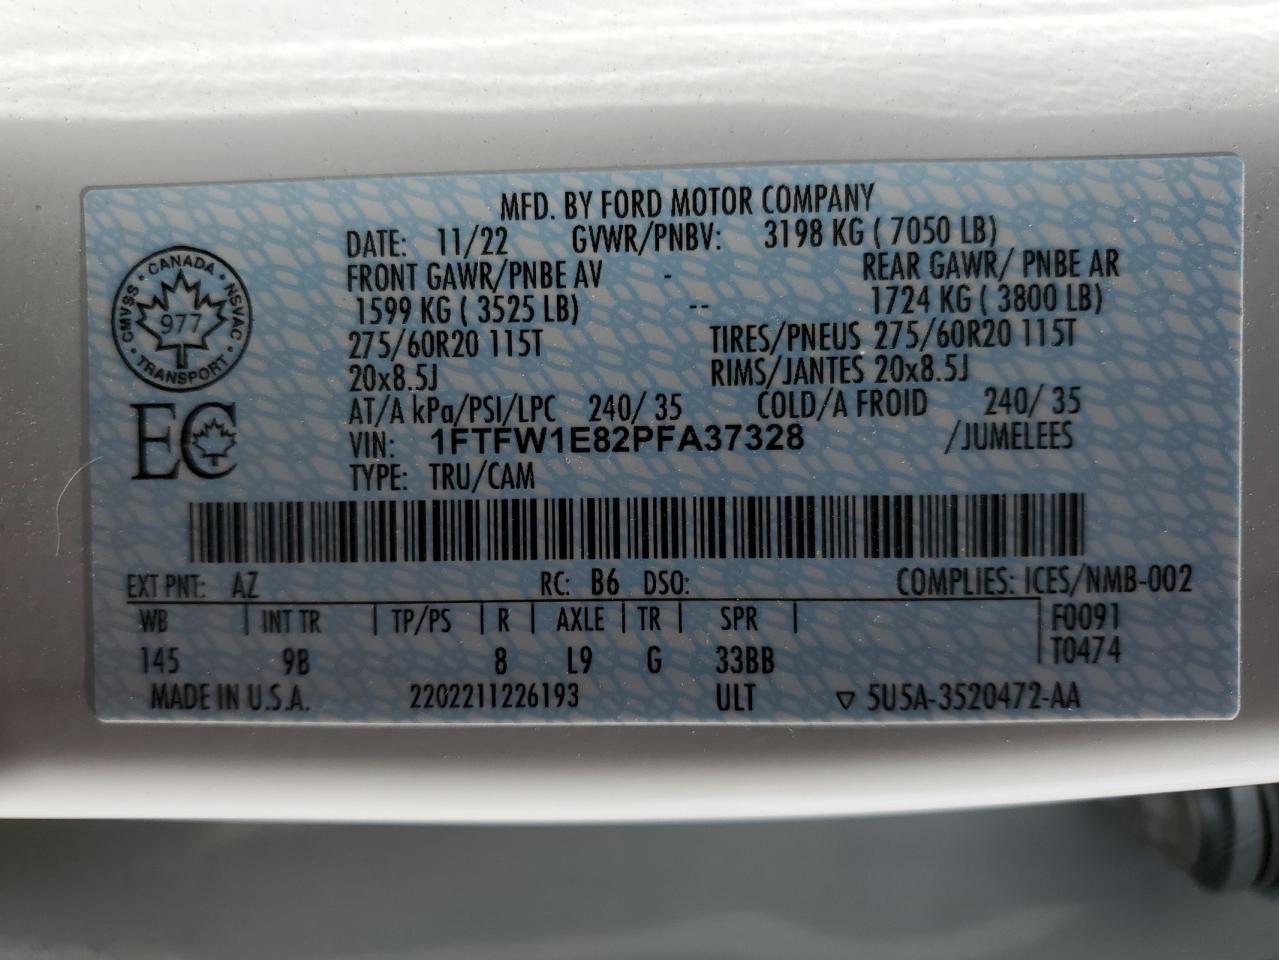 MFD. BY FORD MOTOR COMPANY
DATE: 11/22 GVWR/PNBV: 3198 KG ( 7050 LB)
FRONT GAWR/PNBE AV - REAR GAWR/ PNBE AR
1599 KG ( 3525 LB) -- 1724 KG ( 3800 LB)
275/60R20 115T TIRES/PNEUS 275/60R20 115T
20x8.5J RIMS/JANTES 20x8.5J
AT/A kPa/PSI/LPC 240/ 35 COLD/A FROID 240/ 35
VIN: 1FTFW1E82PFA37328 /JUMELEES
TYPE: TRU/CAM
CANADA · NSVAC · TRANSPORT · CMVSS ·
977
EC
EXT PNT: AZ RC: B6 DSO: COMPLIES: ICES/NMB-002
WB | INT TR | TP/PS | R | AXLE | TR | SPR | F0091
145 9B 8 L9 G 33BB T0474
MADE IN U.S.A. 2202211226193 ULT ▽ 5U5A-3520472-AA